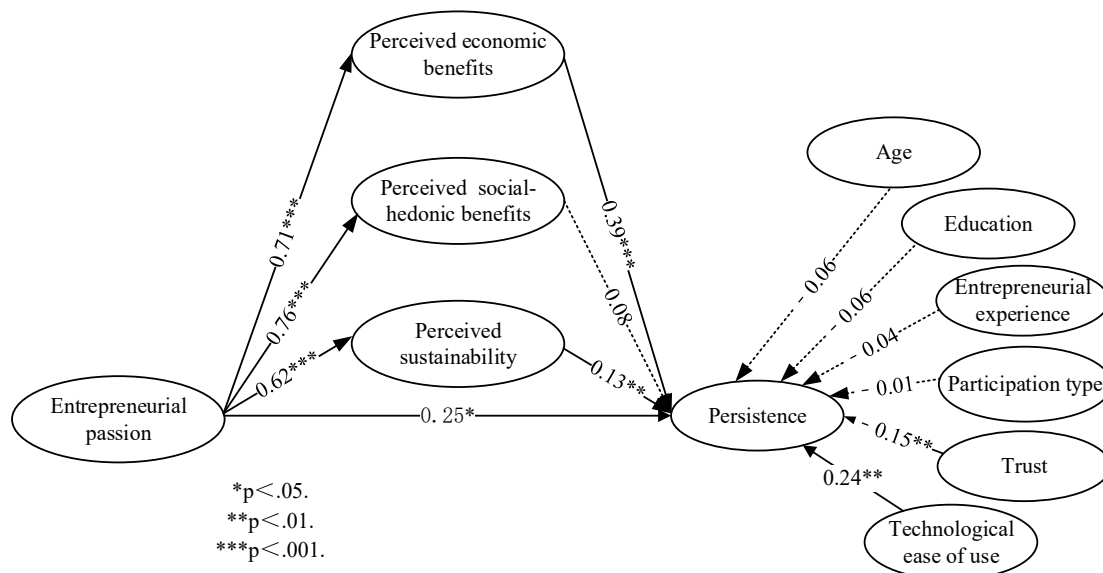 Perceived economic
benefits
Perceived social-
hedonic benefits
Perceived
sustainability
Entrepreneurial
passion
Persistence
Age
Education
Entrepreneurial
experience
Participation type
Trust
Technological
ease of use
0.71***
0.76***
0.62***
0.25*
0.39***
0.08
0.13**
- 0.06
- 0.06
- 0.04
- 0.01
- 0.15**
0.24**
*p<.05.
**p<.01.
***p<.001.